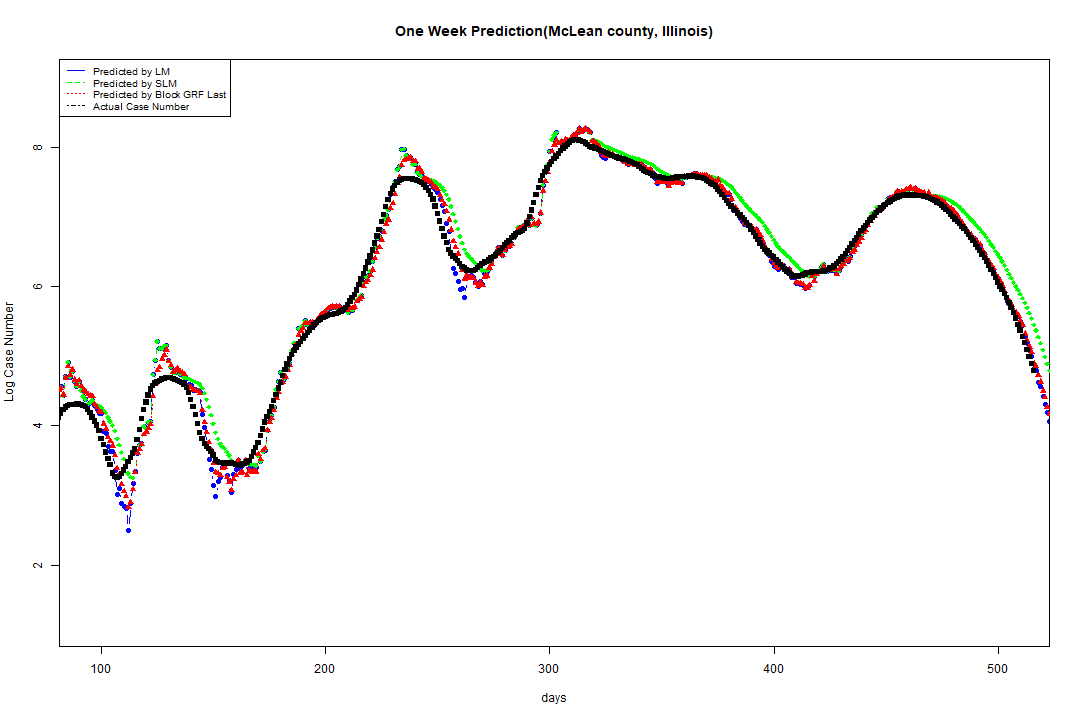 One Week Prediction(McLean county, Illinois)
Predicted by LM
Predicted by SLM
Predicted by Block GRF Last
Actual Case Number
8
6
4
2
Log Case Number
100 200 300 400 500
days